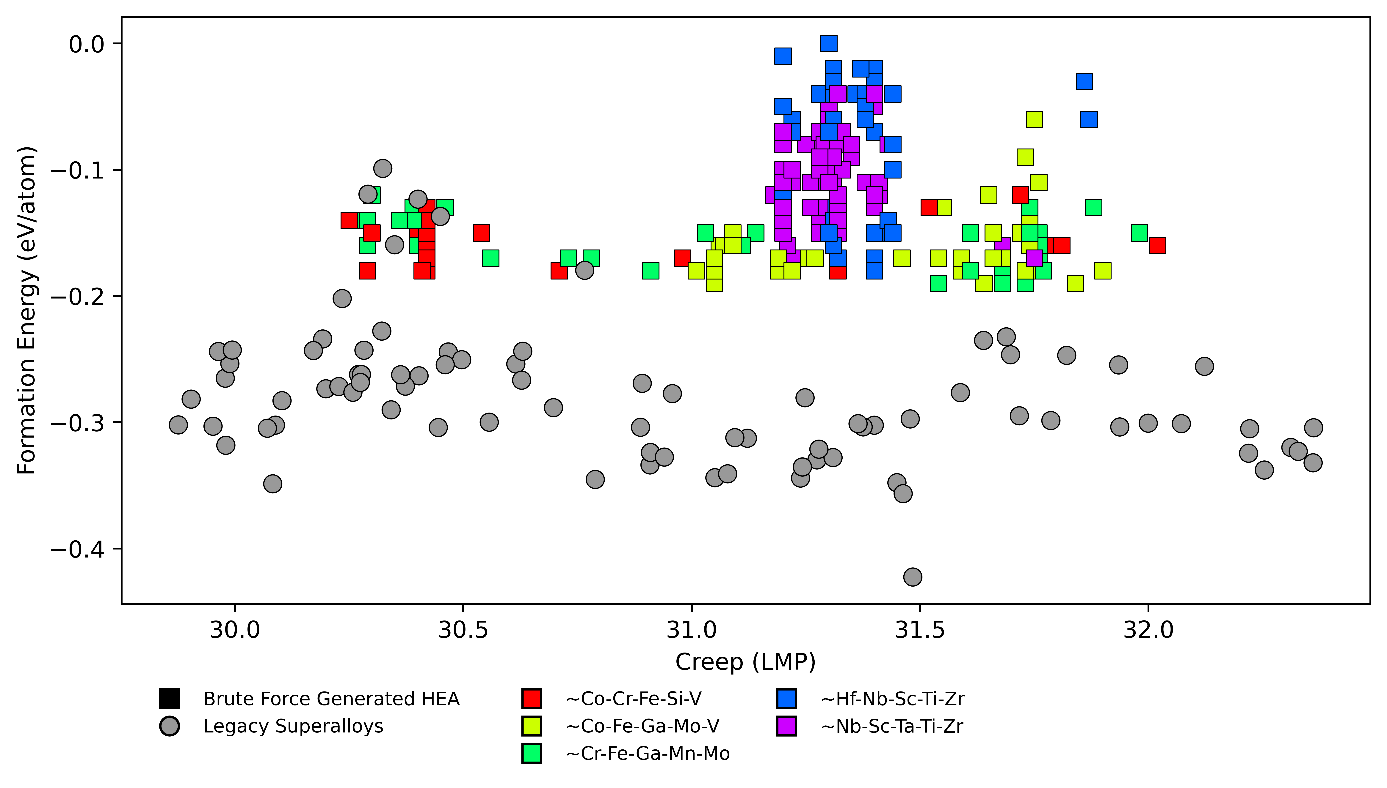 0.0
−0.1
−0.2
−0.3
−0.4
Formation Energy (eV/atom)
30.0 30.5 31.0 31.5 32.0
Creep (LMP)
Brute Force Generated HEA
Legacy Superalloys
~Co-Cr-Fe-Si-V
~Co-Fe-Ga-Mo-V
~Cr-Fe-Ga-Mn-Mo
~Hf-Nb-Sc-Ti-Zr
~Nb-Sc-Ta-Ti-Zr